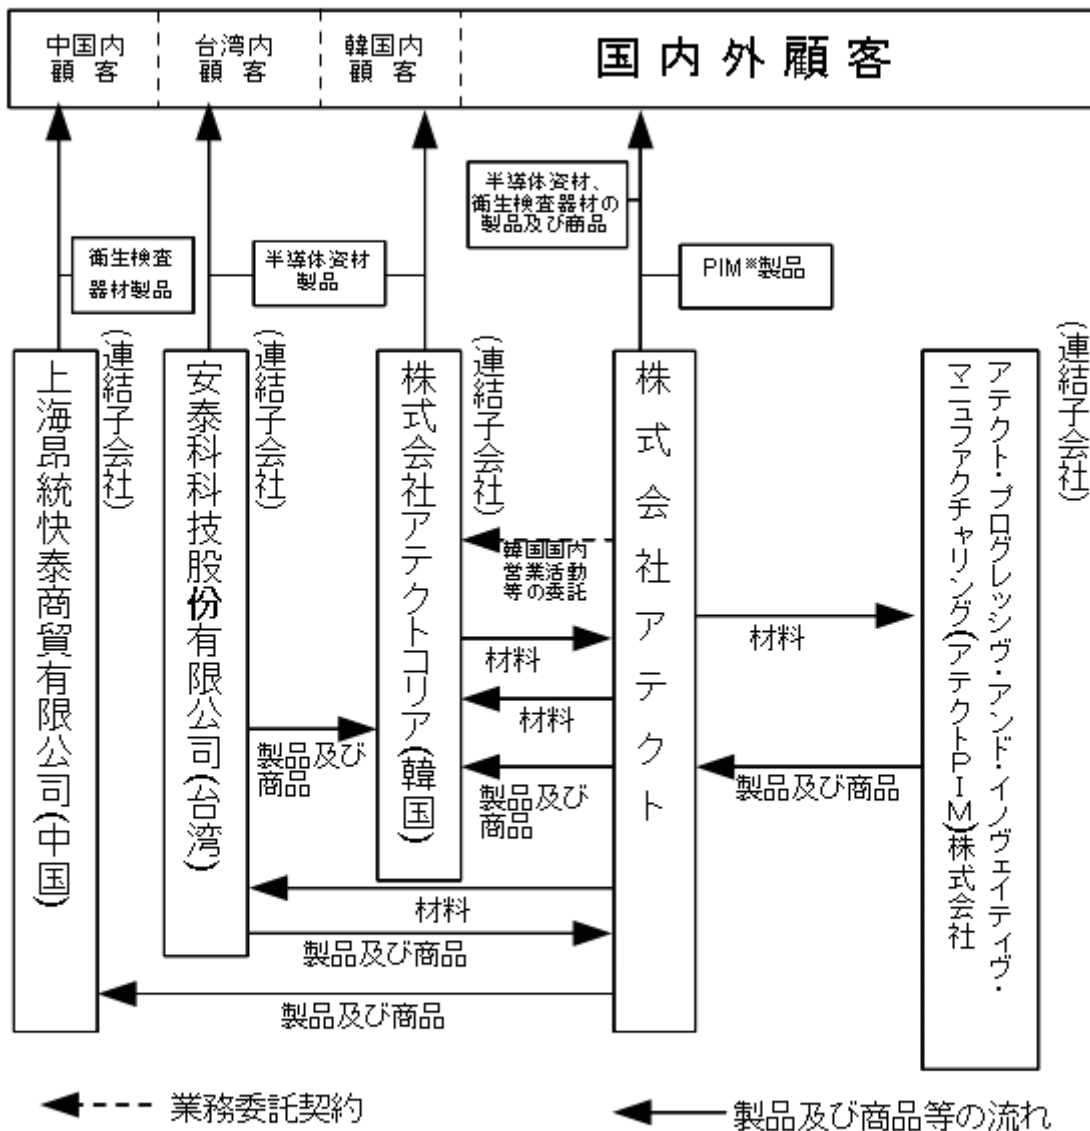 中国内
顧客
台湾内
顧客
韓国内
顧客
国内外顧客
半導体資材、
衛生検査器材の
製品及び商品
衛生検査
器材製品
半導体資材
製品
PIM※製品
上海昂統快泰商貿有限公司(中国)
(連結子会社)
安泰科科技股份有限公司(台湾)
(連結子会社)
株式会社アテクトコリア(韓国)
(連結子会社)
株式会社アテクト
アテクト・プログレッシヴ・アンド・イノヴェイティヴ・
マニュファクチャリング(アテクトPIM)株式会社
(連結子会社)
韓国国内
営業活動
等の委託
材料
材料
材料
製品及び
商品
製品及び
商品
製品及び商品
材料
製品及び商品
製品及び商品
業務委託契約
製品及び商品等の流れ